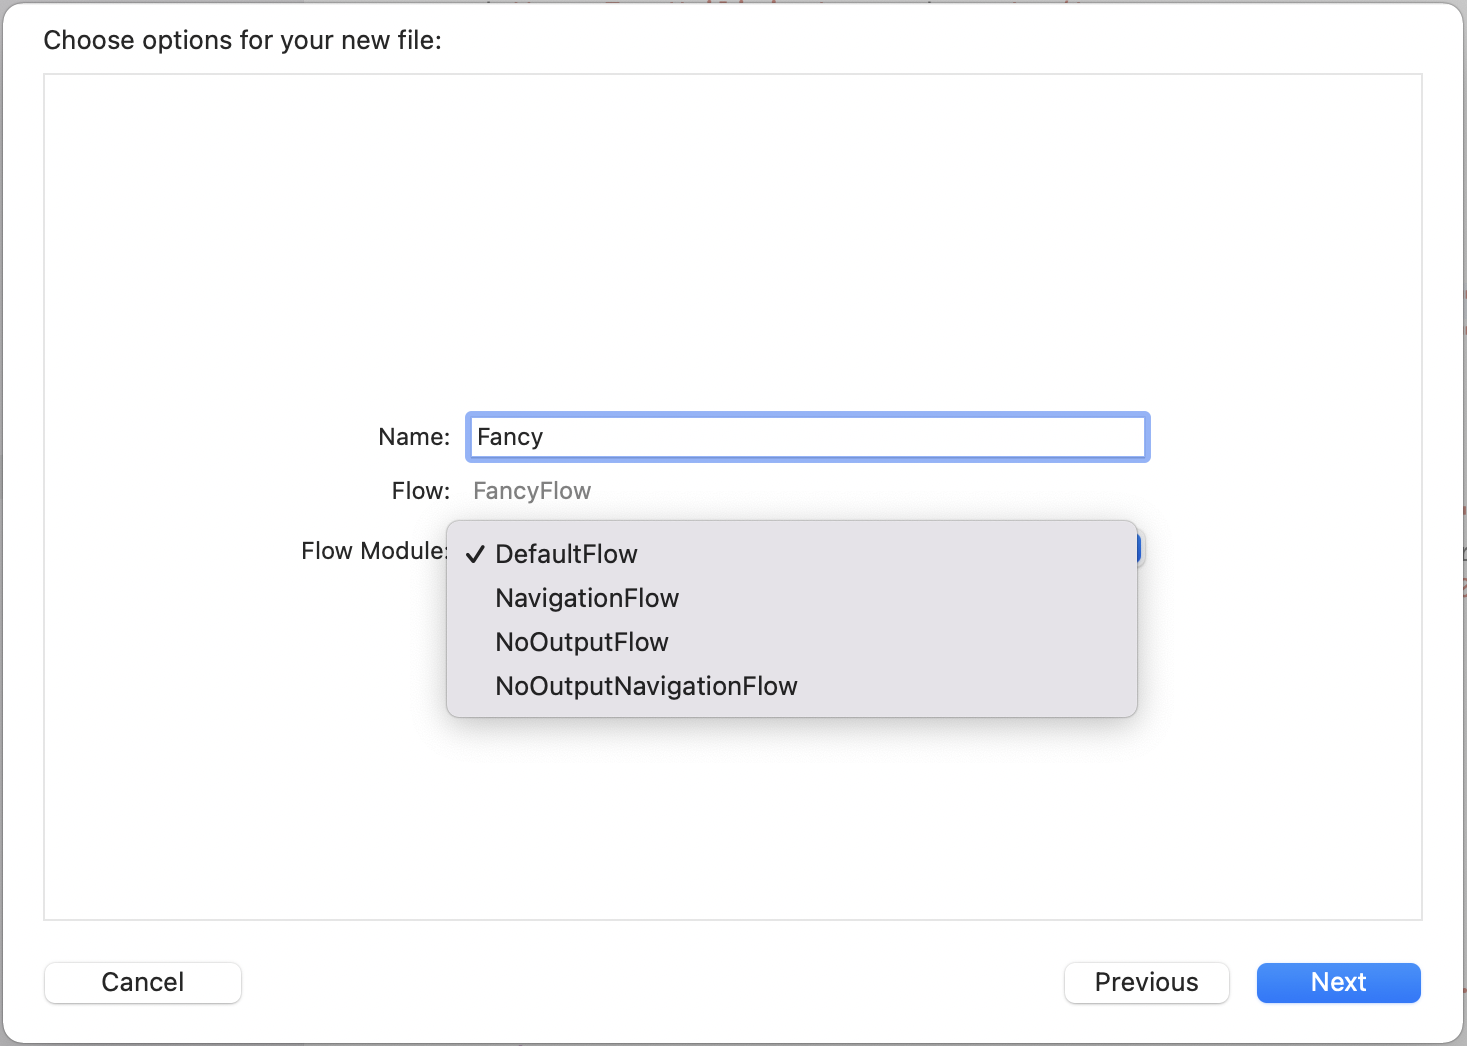 Choose options for your new file:
Name: Fancy
Flow: FancyFlow
Flow Module:
✓ DefaultFlow
NavigationFlow
NoOutputFlow
NoOutputNavigationFlow
Cancel
Previous
Next